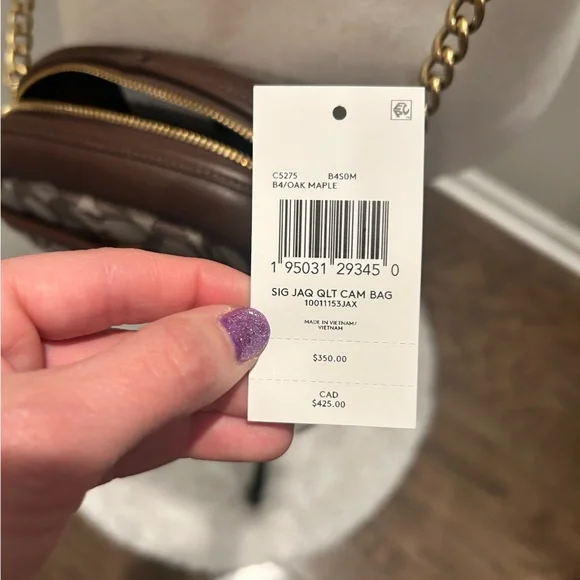 C5275 B4S0M
B4/OAK MAPLE
1 95031 29345 0
SIG JAQ QLT CAM BAG
10011153JAX
MADE IN VIETNAM/
VIETNAM
$350.00
CAD
$425.00